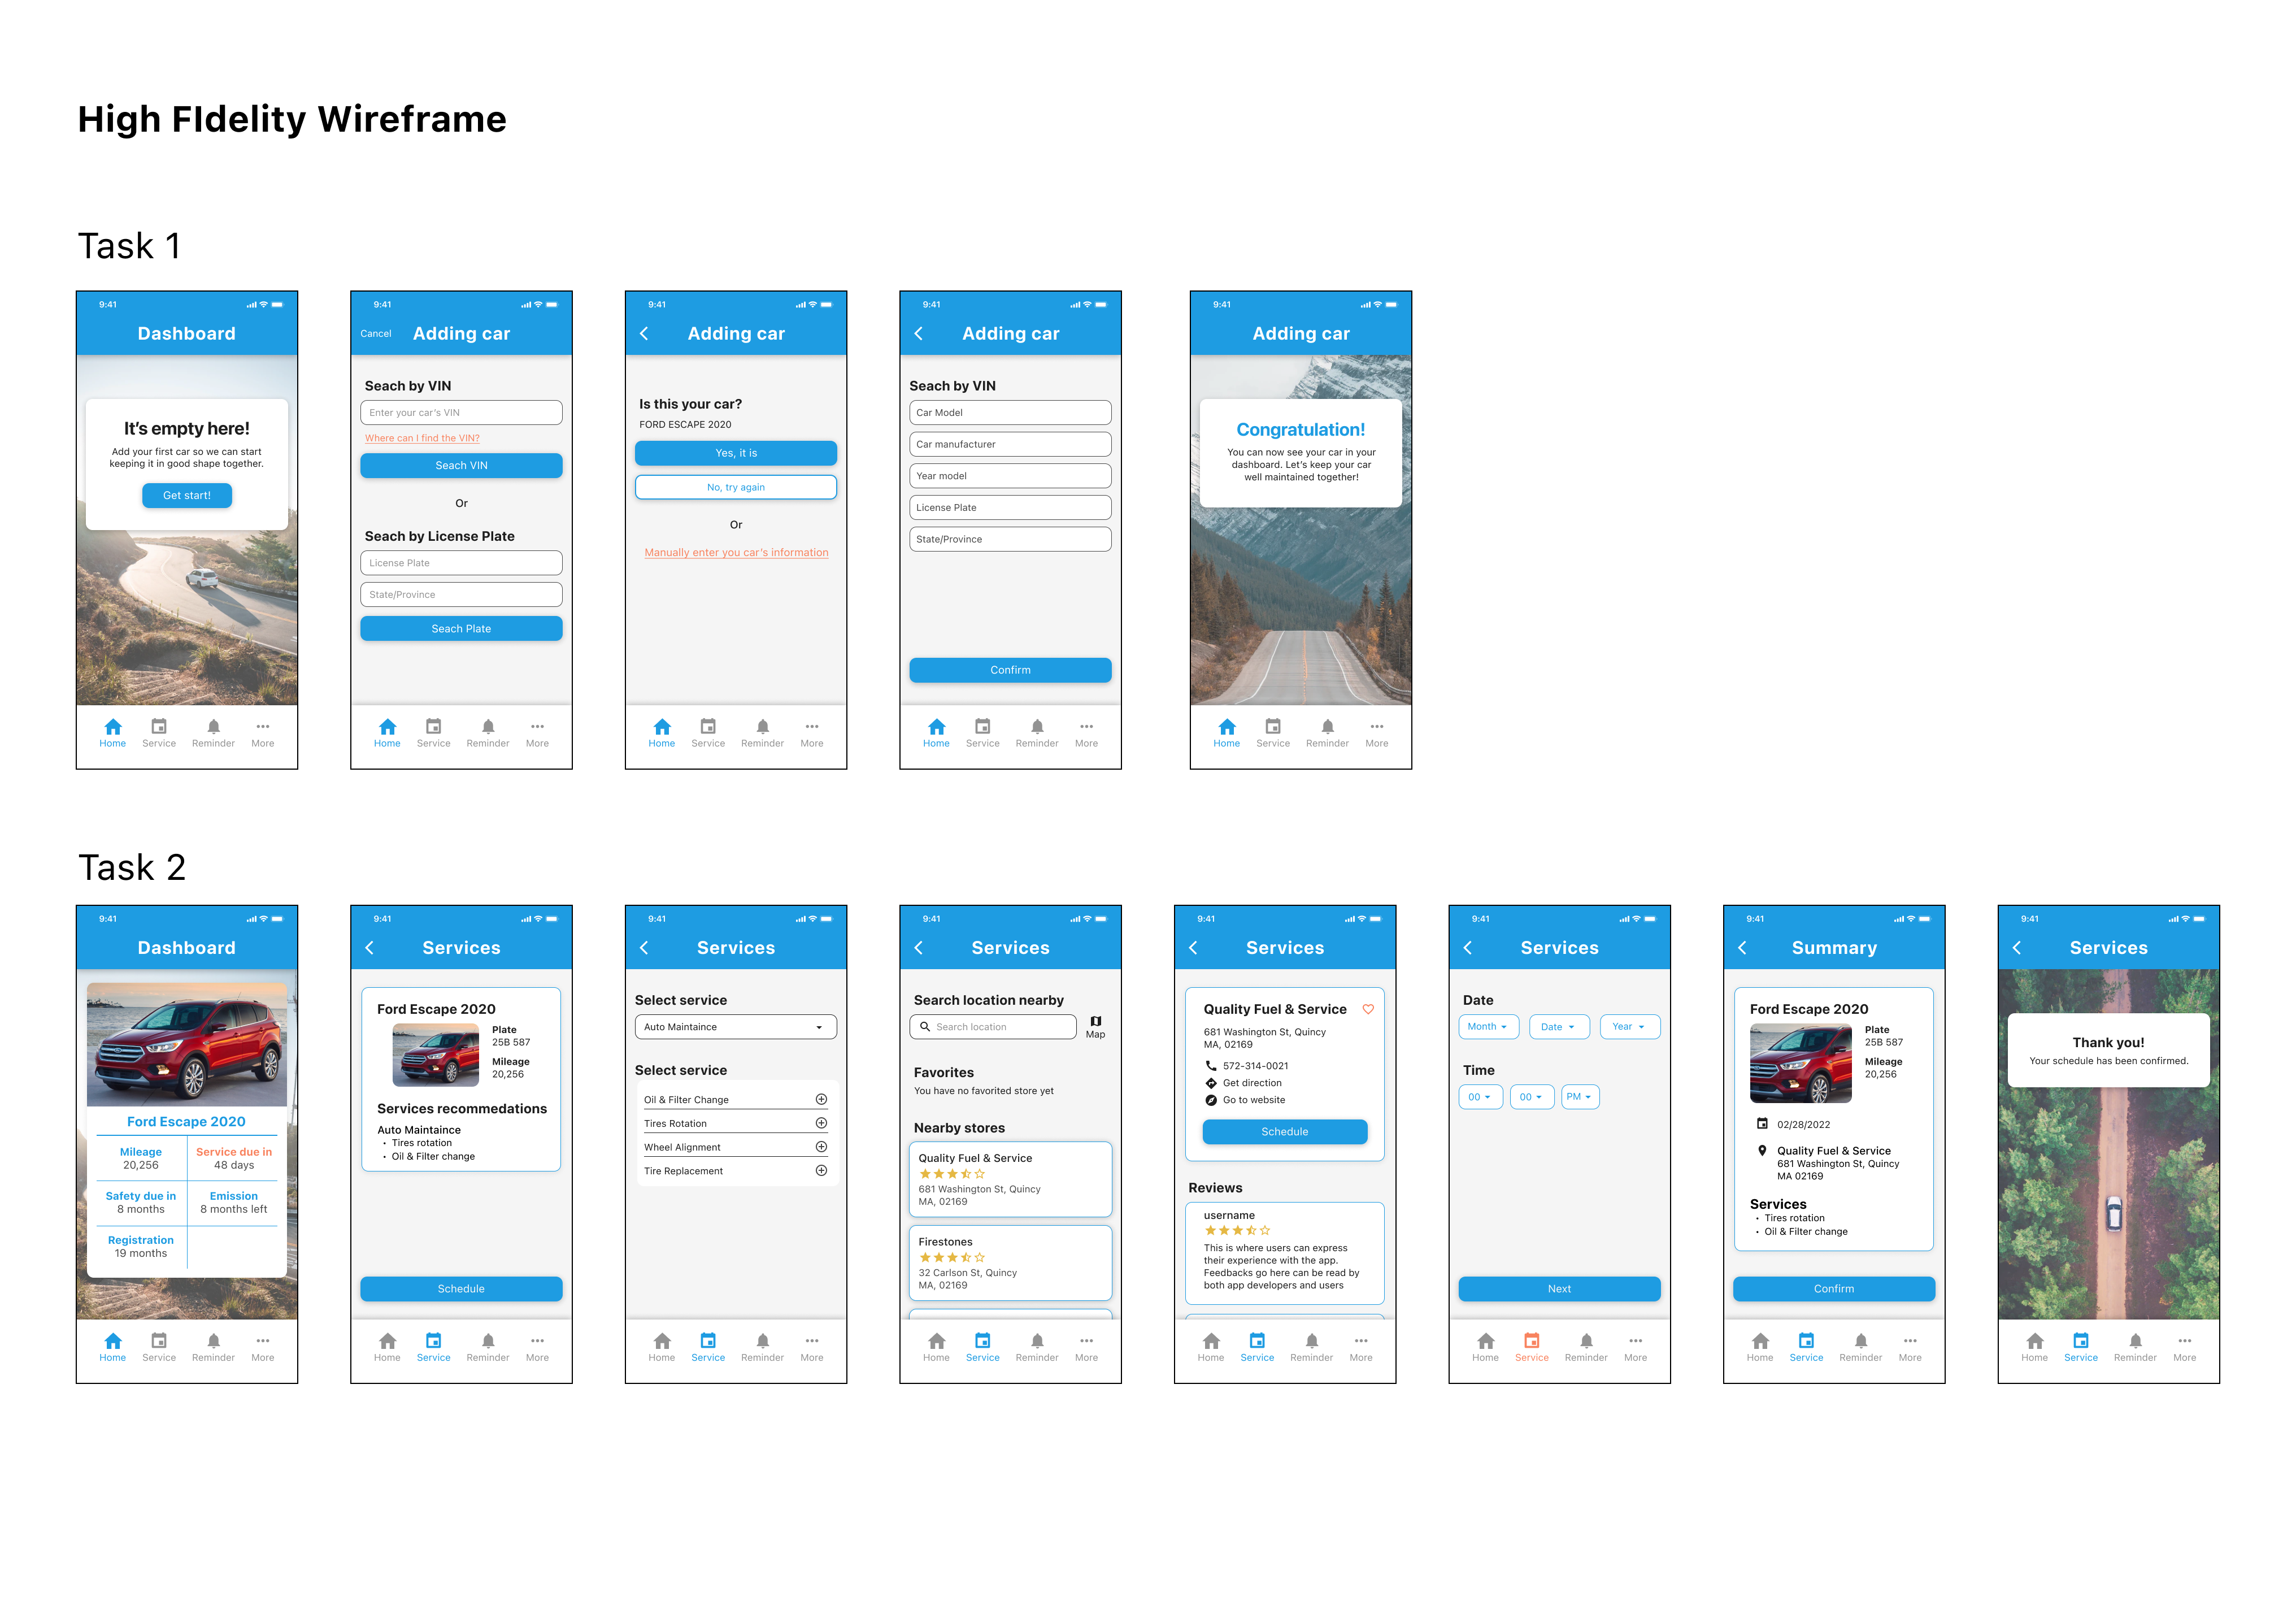 High FIdelity Wireframe
Task 1
9:41
Dashboard
It's empty here!
Add your first car so we can start
keeping it in good shape together.
Get start!
Home Service Reminder More
9:41
Cancel Adding car
Seach by VIN
Enter your car's VIN
Where can I find the VIN?
Seach VIN
Or
Seach by License Plate
License Plate
State/Province
Seach Plate
Home Service Reminder More
9:41
Adding car
Is this your car?
FORD ESCAPE 2020
Yes, it is
No, try again
Or
Manually enter you car's information
Home Service Reminder More
9:41
Adding car
Seach by VIN
Car Model
Car manufacturer
Year model
License Plate
State/Province
Confirm
Home Service Reminder More
9:41
Adding car
Congratulation!
You can now see your car in your
dashboard. Let's keep your car
well maintained together!
Home Service Reminder More
Task 2
9:41
Dashboard
Ford Escape 2020
Mileage Service due in
20,256 48 days
Safety due in Emission
8 months 8 months left
Registration
19 months
Home Service Reminder More
9:41
Services
Ford Escape 2020
Plate
25B 587
Mileage
20,256
Services recommedations
Auto Maintaince
• Tires rotation
• Oil & Filter change
Schedule
Home Service Reminder More
9:41
Services
Select service
Auto Maintaince
Select service
Oil & Filter Change
Tires Rotation
Wheel Alignment
Tire Replacement
Home Service Reminder More
9:41
Services
Search location nearby
Search location
Map
Favorites
You have no favorited store yet
Nearby stores
Quality Fuel & Service
681 Washington St, Quincy
MA, 02169
Firestones
32 Carlson St, Quincy
MA, 02169
Home Service Reminder More
9:41
Services
Quality Fuel & Service
681 Washington St, Quincy
MA, 02169
572-314-0021
Get direction
Go to website
Schedule
Reviews
username
This is where users can express
their experience with the app.
Feedbacks go here can be read by
both app developers and users
Home Service Reminder More
9:41
Services
Date
Month Date Year
Time
00 00 PM
Next
Home Service Reminder More
9:41
Summary
Ford Escape 2020
Plate
25B 587
Mileage
20,256
02/28/2022
Quality Fuel & Service
681 Washington St, Quincy
MA 02169
Services
• Tires rotation
• Oil & Filter change
Confirm
Home Service Reminder More
9:41
Services
Thank you!
Your schedule has been confirmed.
Home Service Reminder More